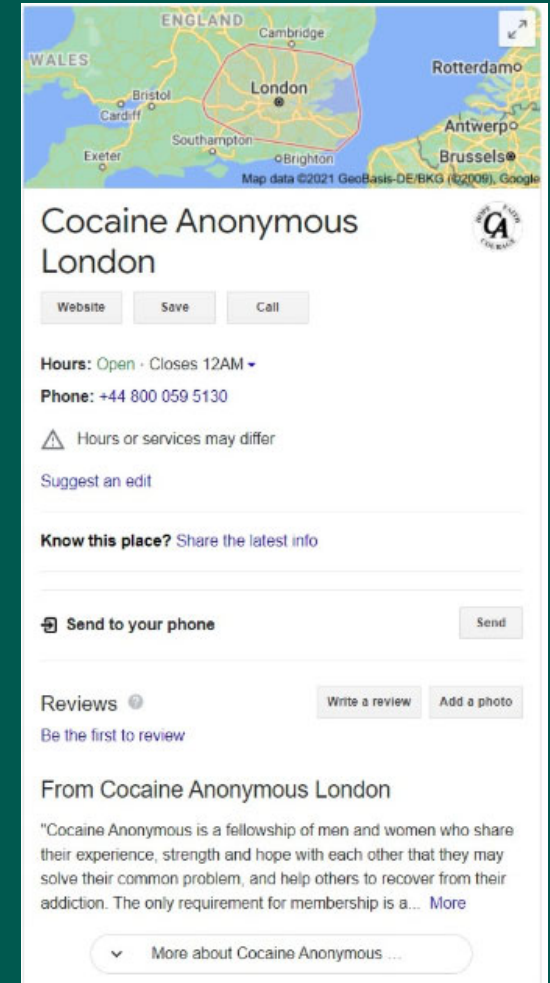 ENGLAND
Cambridge
WALES
Rotterdam
London
Bristol
Cardiff
Antwerp
Southampton
Exeter
Brighton
Brussels
Map data ©2021 GeoBasis-DE/BKG (©2009), Google
Cocaine Anonymous
London
HOPE FAITH
CA
COURAGE
Website Save Call
Hours: Open · Closes 12AM
Phone: +44 800 059 5130
Hours or services may differ
Suggest an edit
Know this place? Share the latest info
Send to your phone Send
Reviews Write a review Add a photo
Be the first to review
From Cocaine Anonymous London
"Cocaine Anonymous is a fellowship of men and women who share
their experience, strength and hope with each other that they may
solve their common problem, and help others to recover from their
addiction. The only requirement for membership is a... More
More about Cocaine Anonymous ...